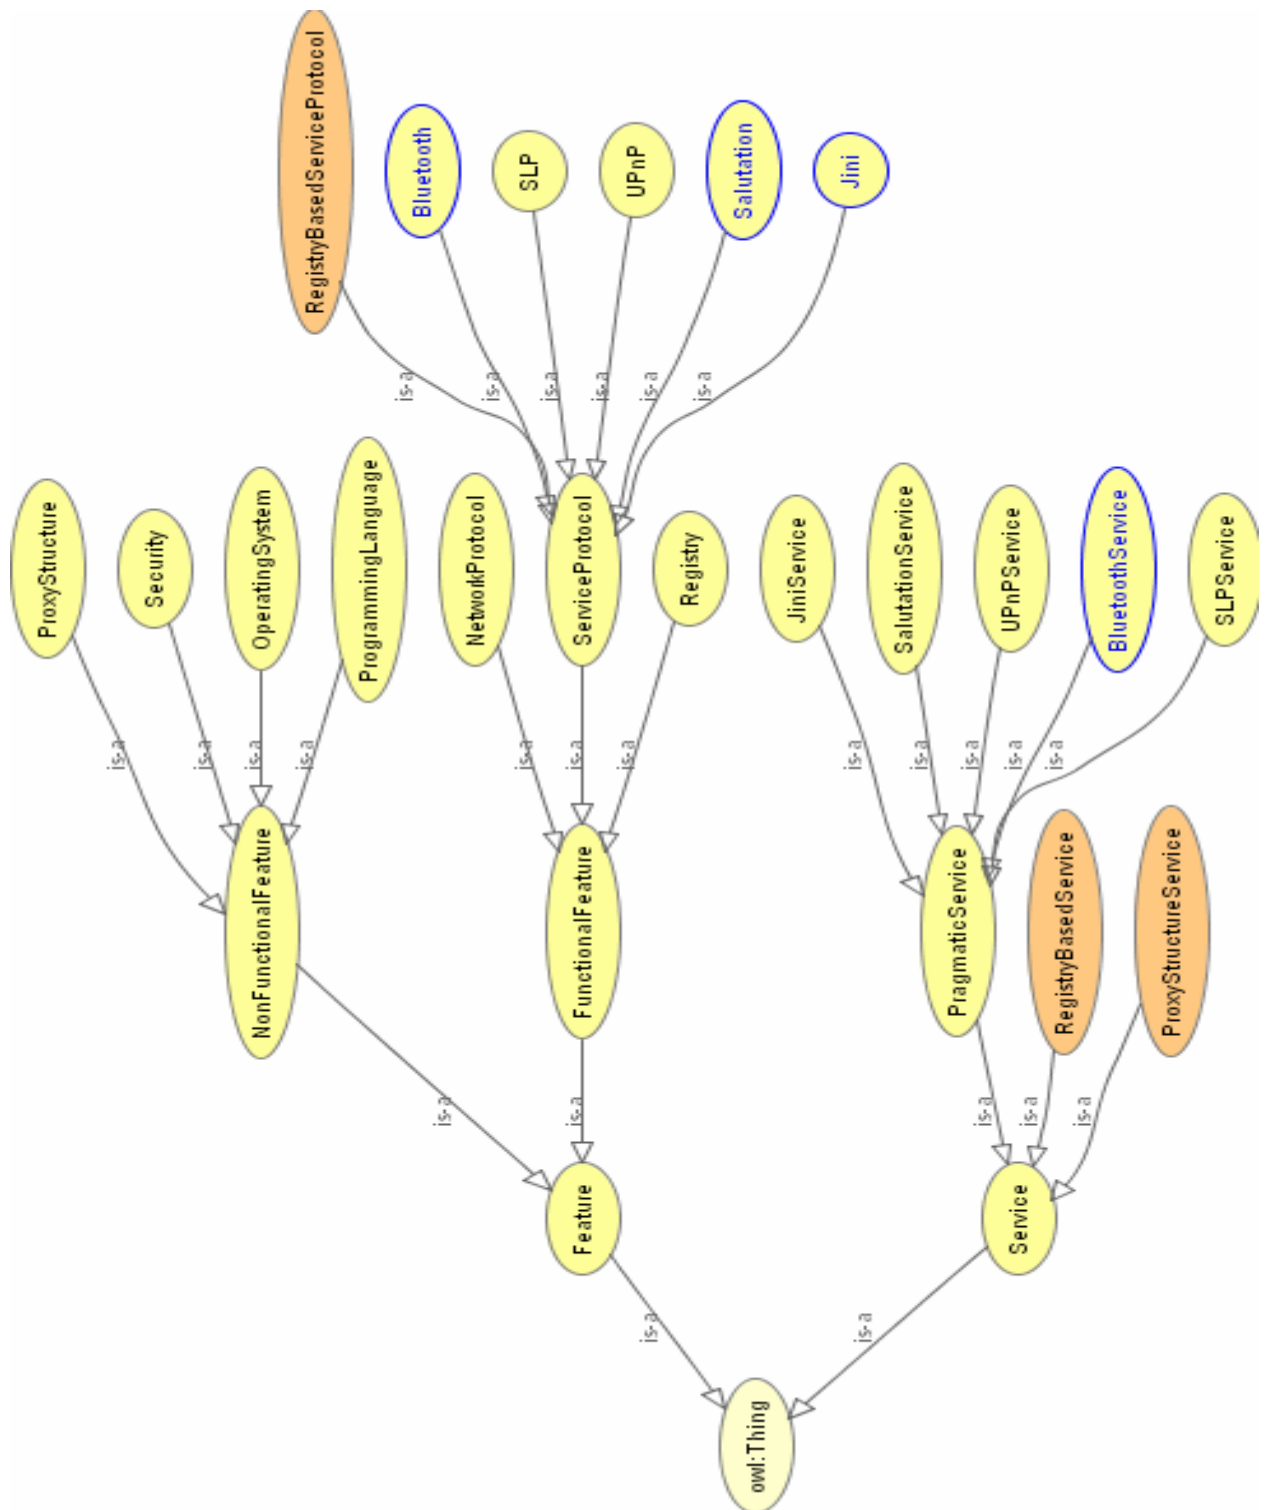 RegistryBasedServiceProtocol
Bluetooth
SLP
UPnP
Salutation
Jini
is-a
is-a
is-a
is-a
is-a
is-a
ProxyStructure
Security
OperatingSystem
ProgrammingLanguage
NetworkProtocol
ServiceProtocol
Registry
JiniService
SalutationService
UPnPService
BluetoothService
SLPService
is-a
is-a
is-a
is-a
is-a
is-a
is-a
is-a
is-a
is-a
is-a
is-a
NonFunctionalFeature
FunctionalFeature
PragmaticService
RegistryBasedService
ProxyStructureService
is-a
is-a
is-a
is-a
is-a
Feature
Service
is-a
is-a
owl:Thing